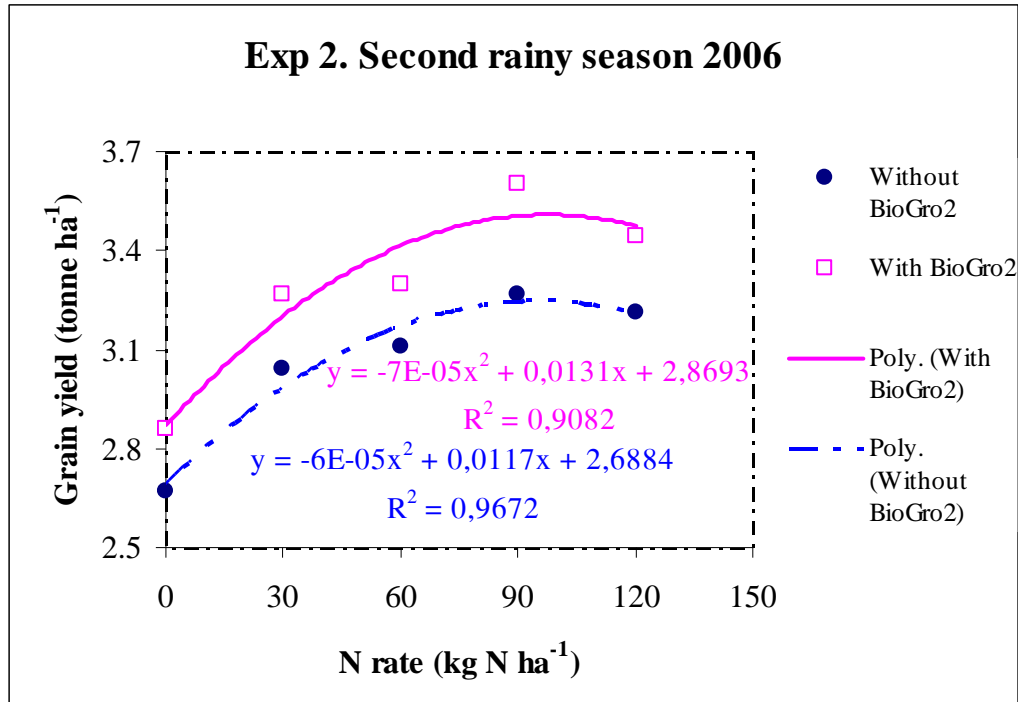 Exp 2. Second rainy season 2006
Grain yield (tonne ha⁻¹)
3.7
3.4
3.1
2.8
2.5
y = -7E-05x² + 0,0131x + 2,8693
R² = 0,9082
y = -6E-05x² + 0,0117x + 2,6884
R² = 0,9672
0 30 60 90 120 150
N rate (kg N ha⁻¹)
Without
BioGro2
With BioGro2
Poly. (With
BioGro2)
Poly.
(Without
BioGro2)